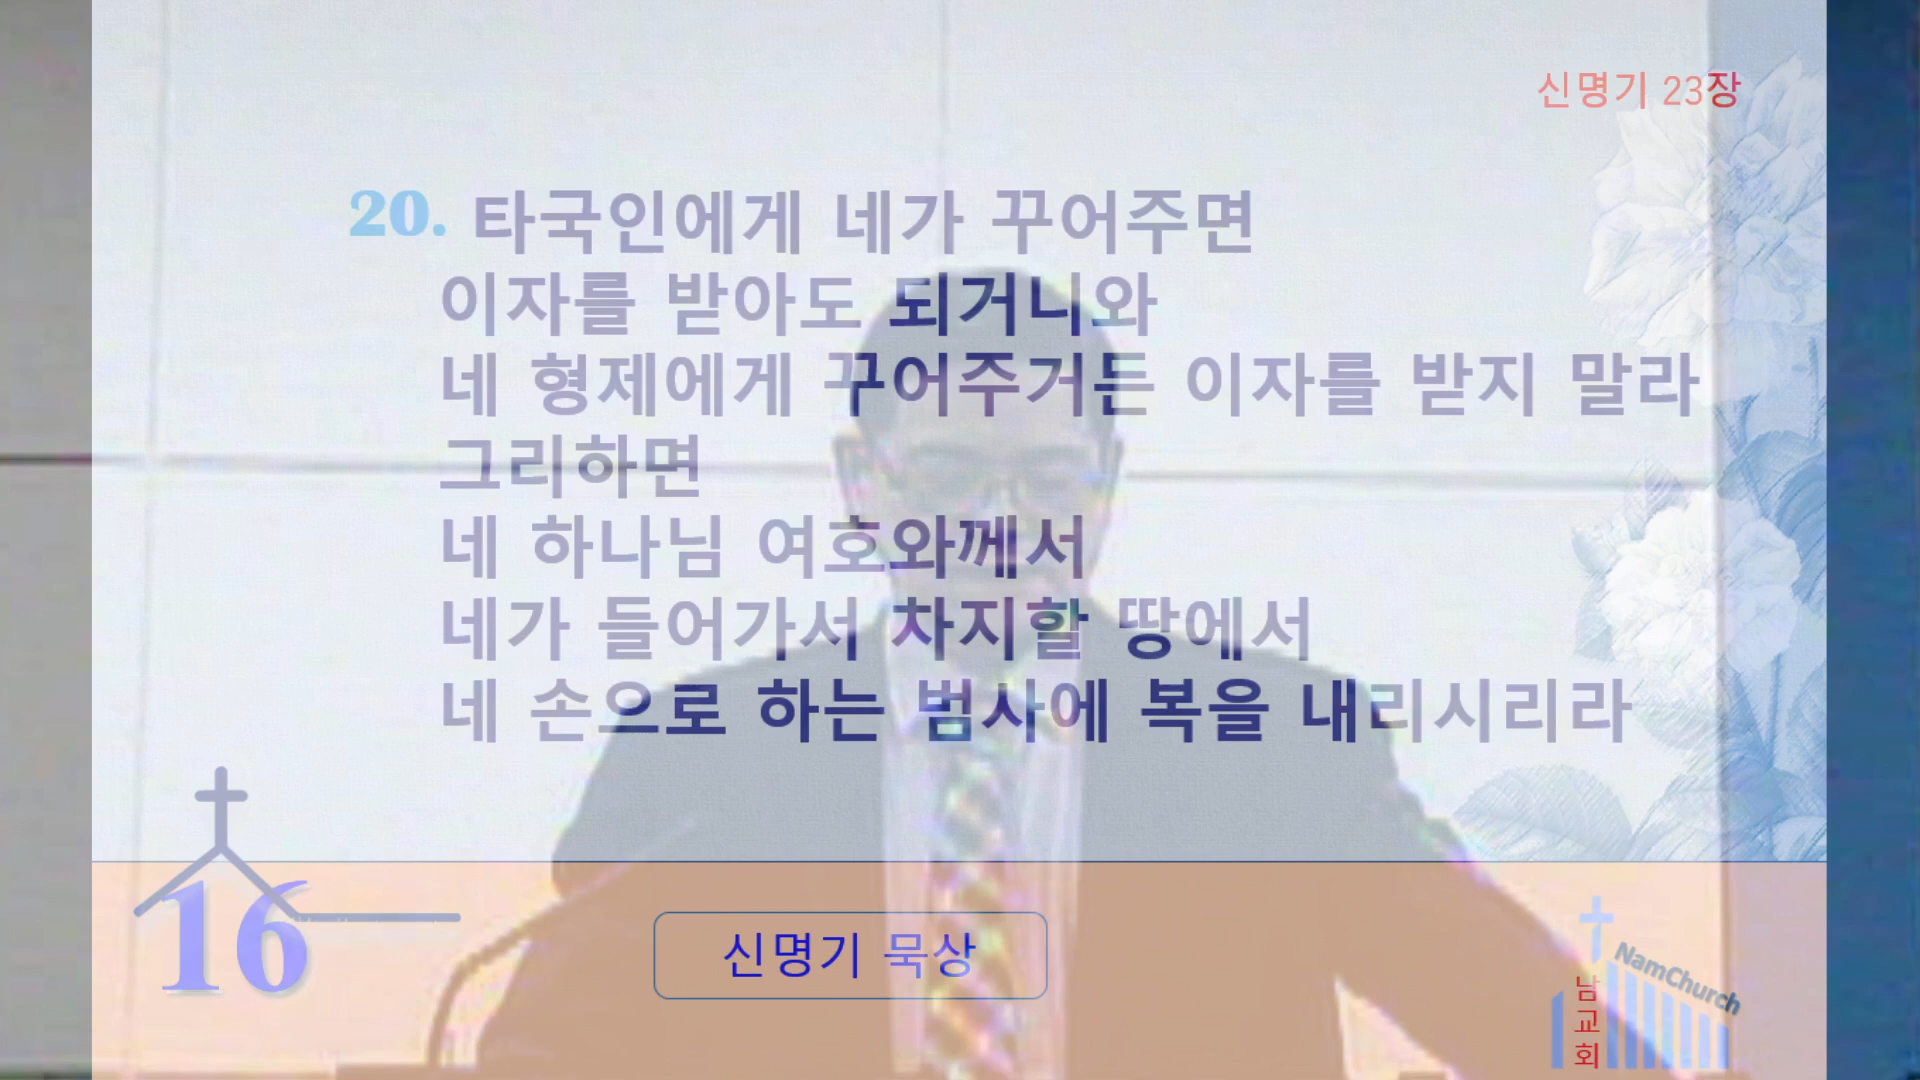 신명기 23장
20. 타국인에게 네가 꾸어주면
이자를 받아도 되거니와
네 형제에게 꾸어주거든 이자를 받지 말라
그리하면
네 하나님 여호와께서
네가 들어가서 차지할 땅에서
네 손으로 하는 범사에 복을 내리시리라
16
신명기 묵상
NamChurch
남
교
회